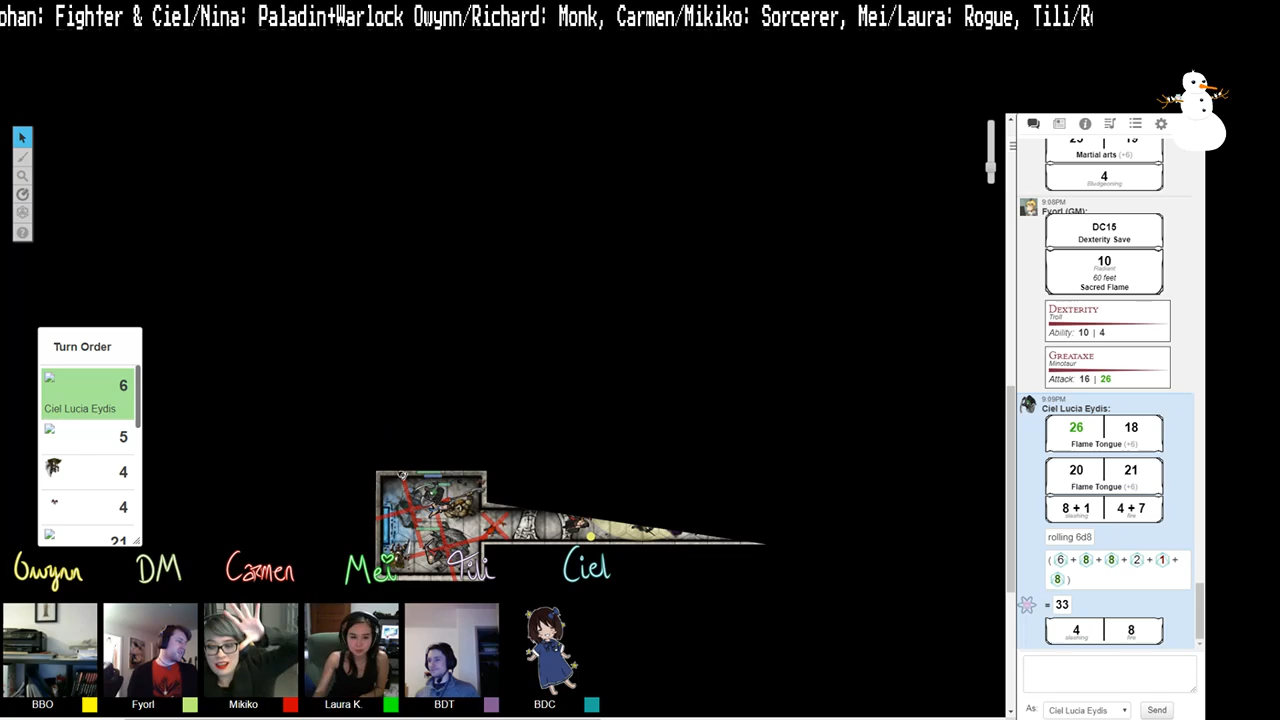 ohan: Fighter & Ciel/Nina: Paladin+Warlock Owynn/Richard: Monk, Carmen/Mikiko: Sorcerer, Mei/Laura: Rogue, Tili/R
Turn Order
6
Ciel Lucia Eydis
5
4
4
21
19
Martial arts (+6)
4
Bludgeoning
9:08PM
Fyorl (GM):
DC15
Dexterity Save
10
Radiant
60 feet
Sacred Flame
DEXTERITY
Troll
Ability: 10 | 4
GREATAXE
Minotaur
Attack: 16 | 26
9:09PM
Ciel Lucia Eydis:
26 18
Flame Tongue (+6)
20 21
Flame Tongue (+6)
8 + 1 4 + 7
slashing fire
rolling 6d8
( 6 + 8 + 8 + 2 + 1 +
8 )
= 33
4 8
slashing fire
As: Ciel Lucia Eydis Send
Owynn DM Carmen Mei Tili Ciel
BBO Fyorl Mikiko Laura K. BDT BDC